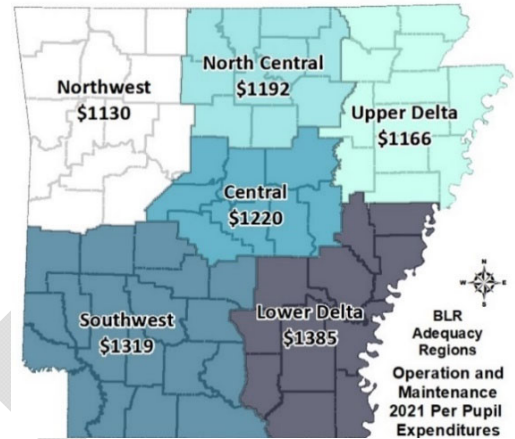 North Central
$1192
Northwest
$1130
Upper Delta
$1166
Central
$1220
Southwest
$1319
Lower Delta
$1385
N
W
E
S
BLR
Adequacy
Regions
Operation and
Maintenance
2021 Per Pupil
Expenditures